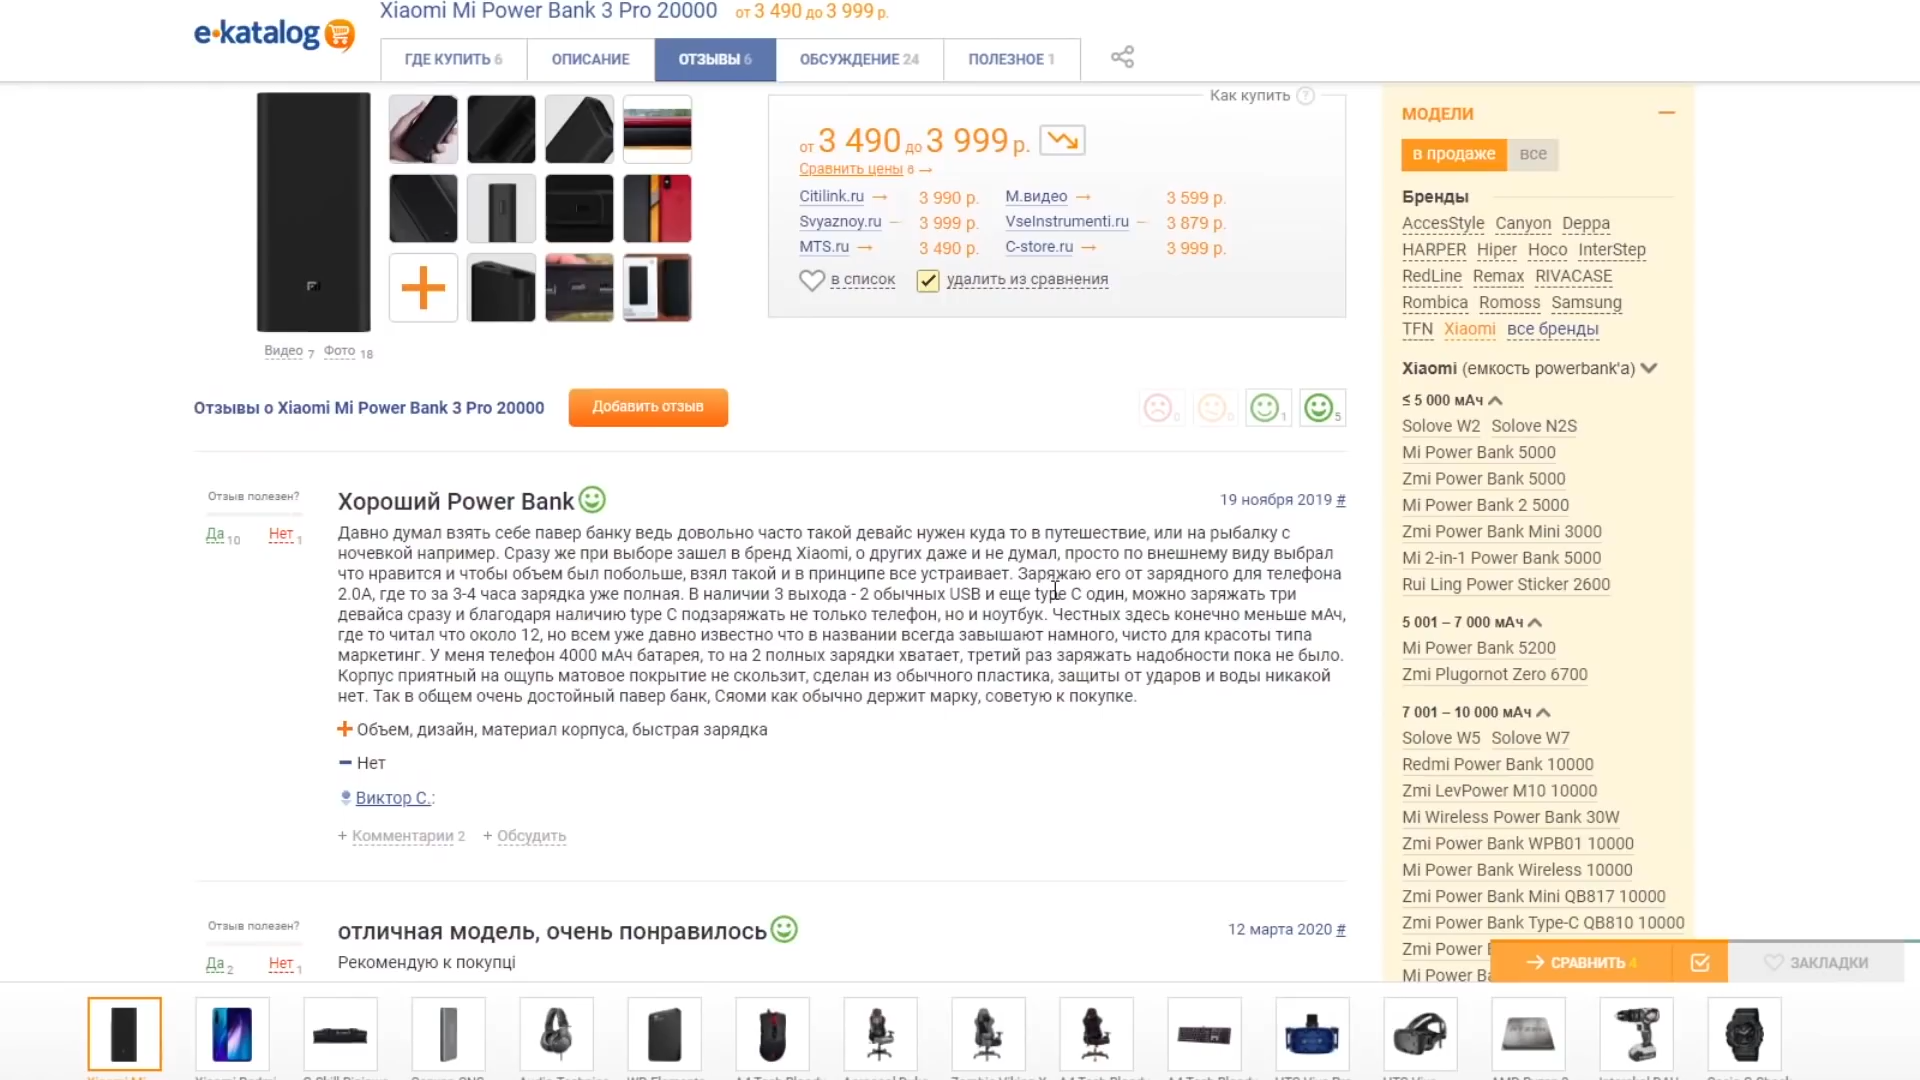 Xiaomi Mi Power Bank 3 Pro 20000 от 3 490 до 3 999 р.
e·katalog
ГДЕ КУПИТЬ 6
ОПИСАНИЕ
ОТЗЫВЫ 6
ОБСУЖДЕНИЕ 24
ПОЛЕЗНОЕ 1
Видео 7 Фото 18
Как купить ?
от 3 490 до 3 999 р.
Сравнить цены 6 →
Citilink.ru → 3 990 р. М.видео → 3 599 р.
Svyaznoy.ru 3 999 р. VseInstrumenti.ru 3 879 р.
MTS.ru → 3 490 р. C-store.ru → 3 999 р.
в список удалить из сравнения
Отзывы о Xiaomi Mi Power Bank 3 Pro 20000
Добавить отзыв
0 0 1 5
Отзыв полезен?
Да 10 Нет 1
Хороший Power Bank
19 ноября 2019 #
Давно думал взять себе павер банку ведь довольно часто такой девайс нужен куда то в путешествие, или на рыбалку с
ночевкой например. Сразу же при выборе зашел в бренд Xiaomi, о других даже и не думал, просто по внешнему виду выбрал
что нравится и чтобы объем был побольше, взял такой и в принципе все устраивает. Заряжаю его от зарядного для телефона
2.0А, где то за 3-4 часа зарядка уже полная. В наличии 3 выхода - 2 обычных USB и еще type C один, можно заряжать три
девайса сразу и благодаря наличию type C подзаряжать не только телефон, но и ноутбук. Честных здесь конечно меньше мАч,
где то читал что около 12, но всем уже давно известно что в названии всегда завышают намного, чисто для красоты типа
маркетинг. У меня телефон 4000 мАч батарея, то на 2 полных зарядки хватает, третий раз заряжать надобности пока не было.
Корпус приятный на ощупь матовое покрытие не скользит, сделан из обычного пластика, защиты от ударов и воды никакой
нет. Так в общем очень достойный павер банк, Сяоми как обычно держит марку, советую к покупке.
Объем, дизайн, материал корпуса, быстрая зарядка
Нет
Виктор С.:
+ Комментарии 2 + Обсудить
Отзыв полезен?
Да 2 Нет 1
отличная модель, очень понравилось
12 марта 2020 #
Рекомендую к покупці
МОДЕЛИ
в продаже все
Бренды
AccesStyle Canyon Deppa
HARPER Hiper Hoco InterStep
RedLine Remax RIVACASE
Rombica Romoss Samsung
TFN Xiaomi все бренды
Xiaomi (емкость powerbank'а)
≤ 5 000 мАч
Solove W2 Solove N2S
Mi Power Bank 5000
Zmi Power Bank 5000
Mi Power Bank 2 5000
Zmi Power Bank Mini 3000
Mi 2-in-1 Power Bank 5000
Rui Ling Power Sticker 2600
5 001 – 7 000 мАч
Mi Power Bank 5200
Zmi Plugornot Zero 6700
7 001 – 10 000 мАч
Solove W5 Solove W7
Redmi Power Bank 10000
Zmi LevPower M10 10000
Mi Wireless Power Bank 30W
Zmi Power Bank WPB01 10000
Mi Power Bank Wireless 10000
Zmi Power Bank Mini QB817 10000
Zmi Power Bank Type-C QB810 10000
Zmi Power
Mi Power
→ СРАВНИТЬ 4
ЗАКЛАДКИ